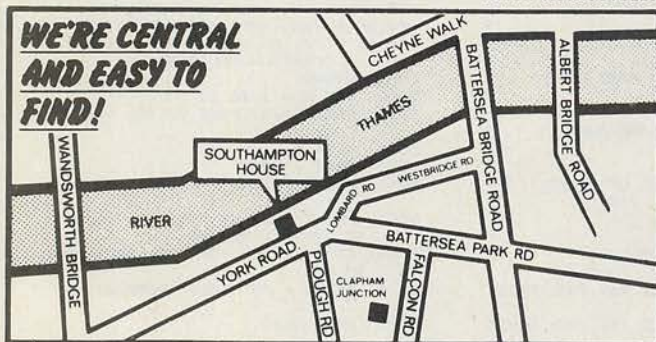 WE'RE CENTRAL
AND EASY TO
FIND!
CHEYNE WALK
BATTERSEA BRIDGE ROAD
ALBERT BRIDGE ROAD
WANDSWORTH BRIDGE
THAMES
SOUTHAMPTON
HOUSE
RIVER
LOMBARD RD
WESTBRIDGE RD
YORK ROAD.
BATTERSEA PARK RD
PLOUGH RD
CLAPHAM
JUNCTION
FALCON RD